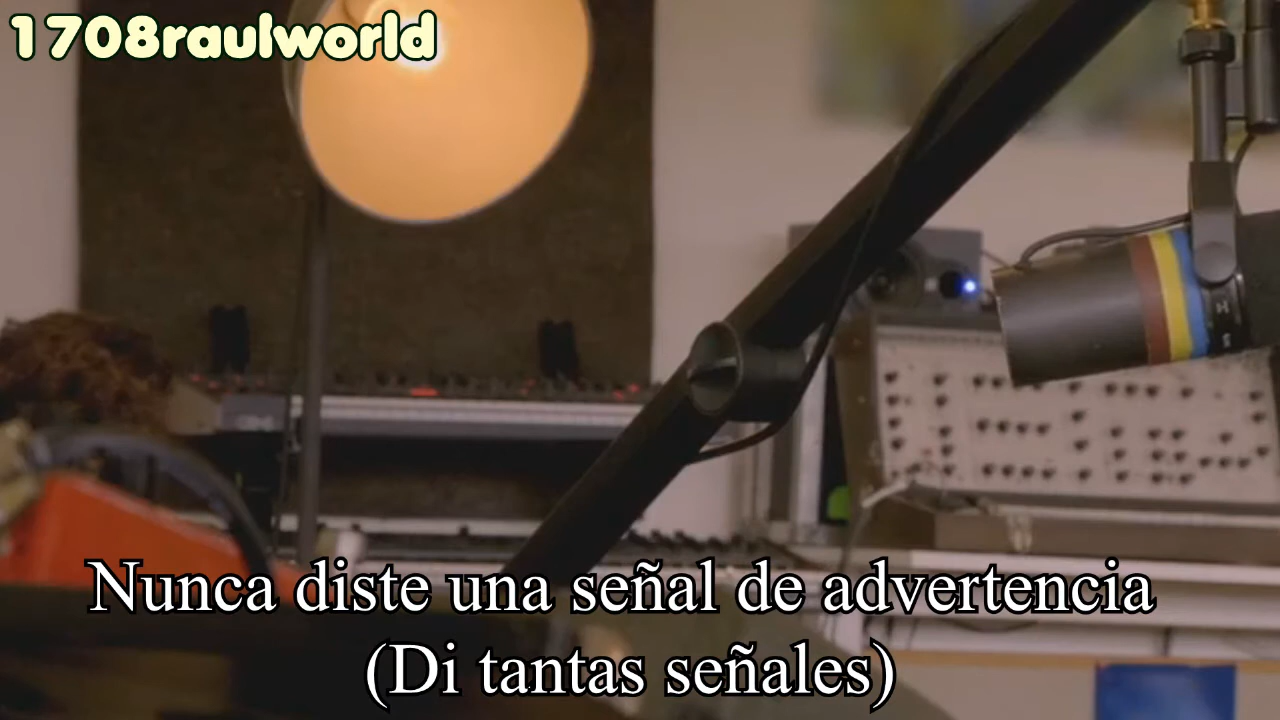 1708raulworld
Nunca diste una señal de advertencia
(Di tantas señales)